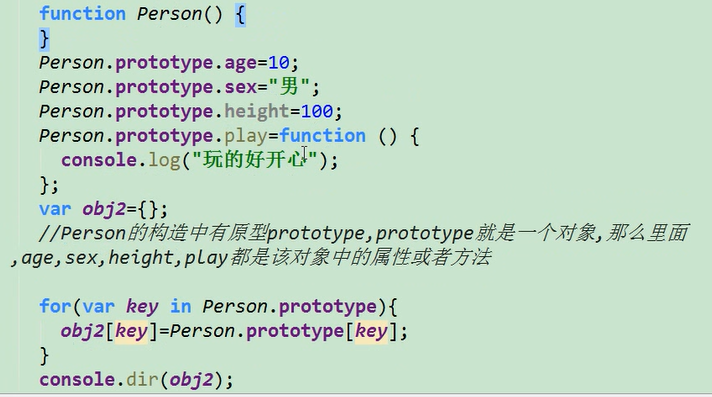 function Person() {
}
Person.prototype.age=10;
Person.prototype.sex="男";
Person.prototype.height=100;
Person.prototype.play=function () {
  console.log("玩的好开心");
};
var obj2={};
//Person的构造中有原型prototype,prototype就是一个对象,那么里面
,age,sex,height,play都是该对象中的属性或者方法
for(var key in Person.prototype){
  obj2[key]=Person.prototype[key];
}
console.dir(obj2);